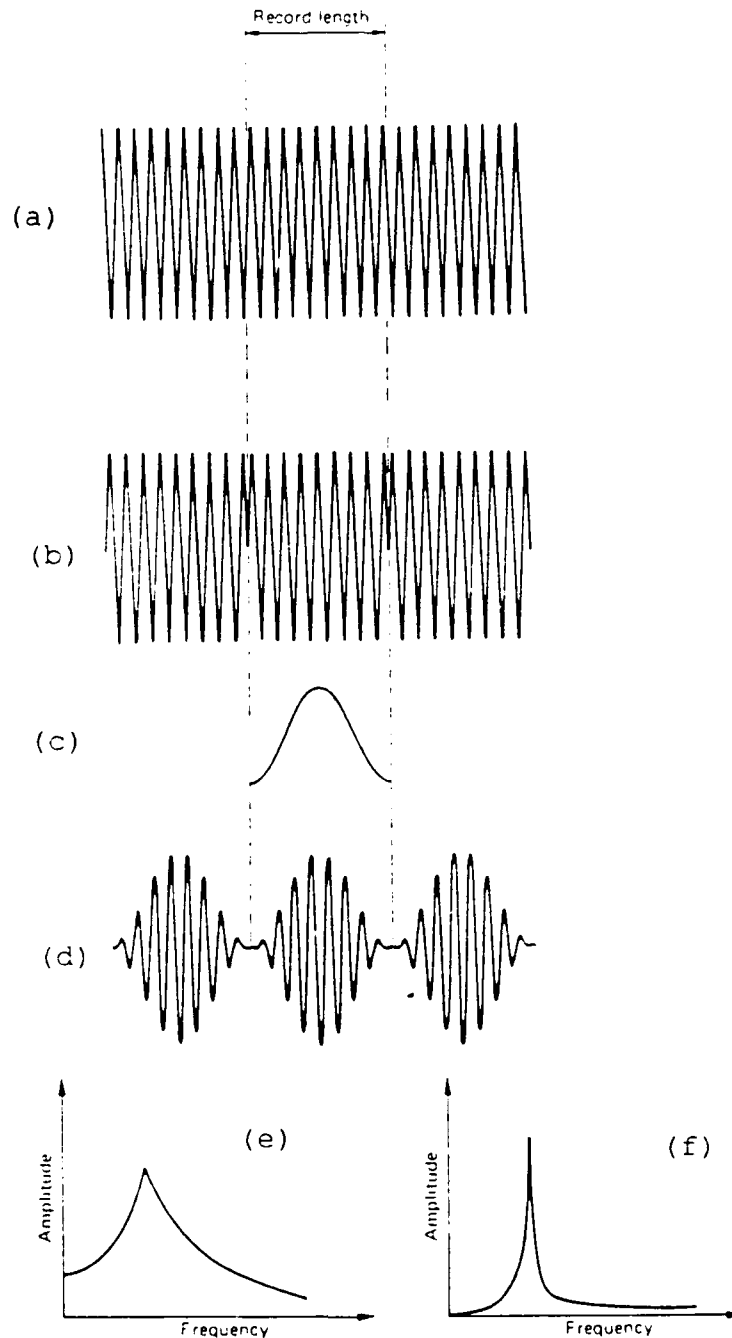 Record length
(a)
(b)
(c)
(d)
(e)
(f)
Amplitude
Frequency
Amplitude
Frequency